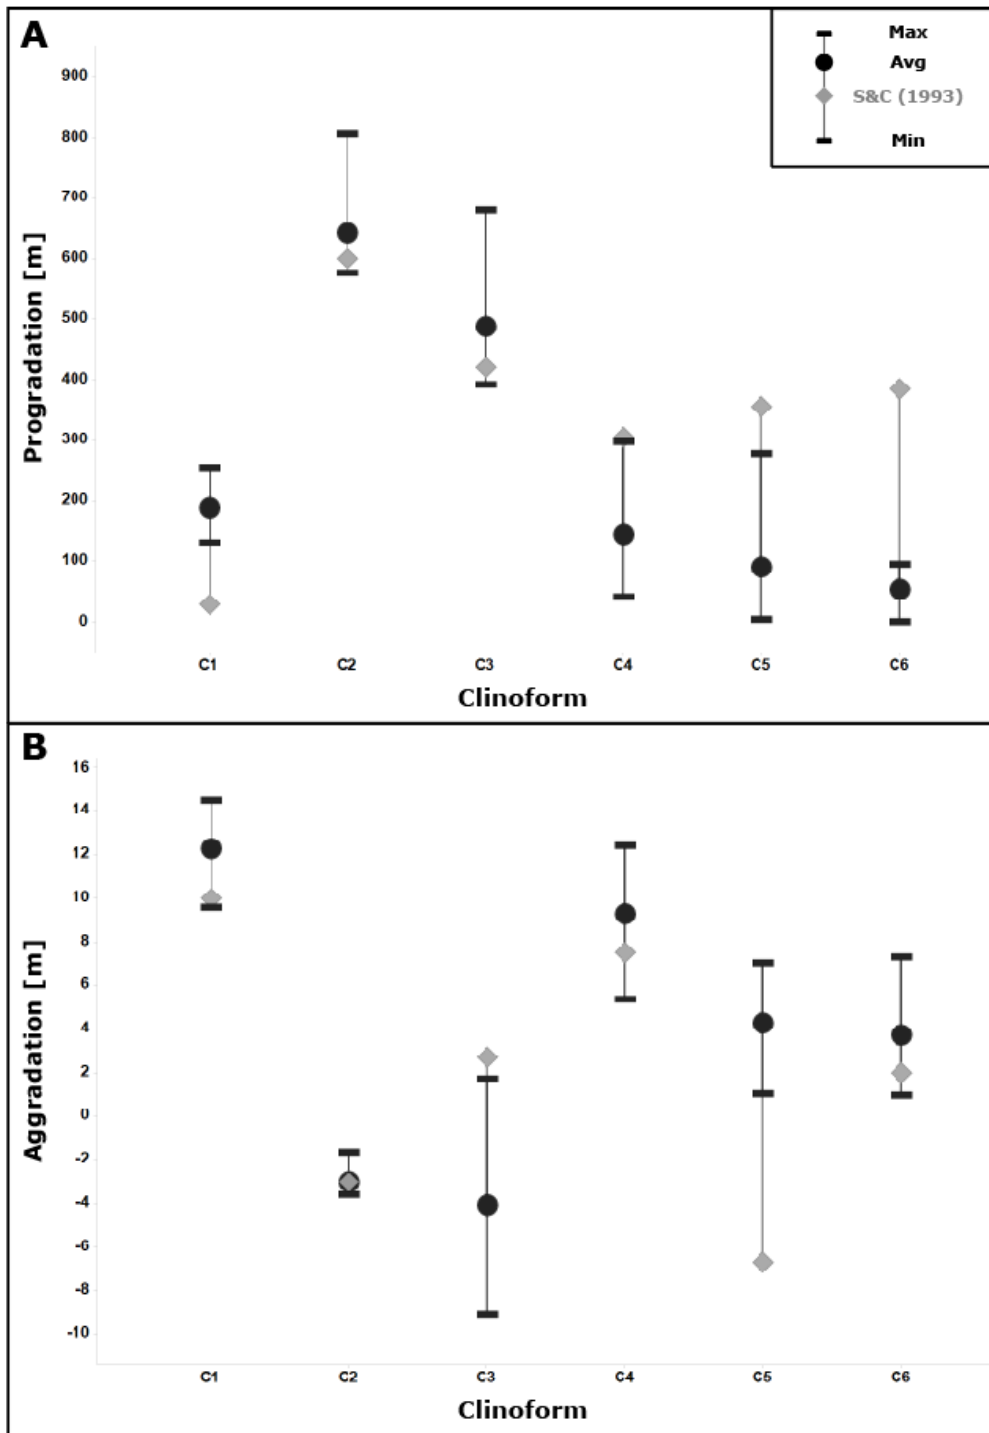 A
Max
Avg
S&C (1993)
Min
900
800
700
600
500
400
300
200
100
0
Progradation [m]
C1 C2 C3 C4 C5 C6
Clinoform
B
16
14
12
10
8
6
4
2
0
-2
-4
-6
-8
-10
Aggradation [m]
C1 C2 C3 C4 C5 C6
Clinoform